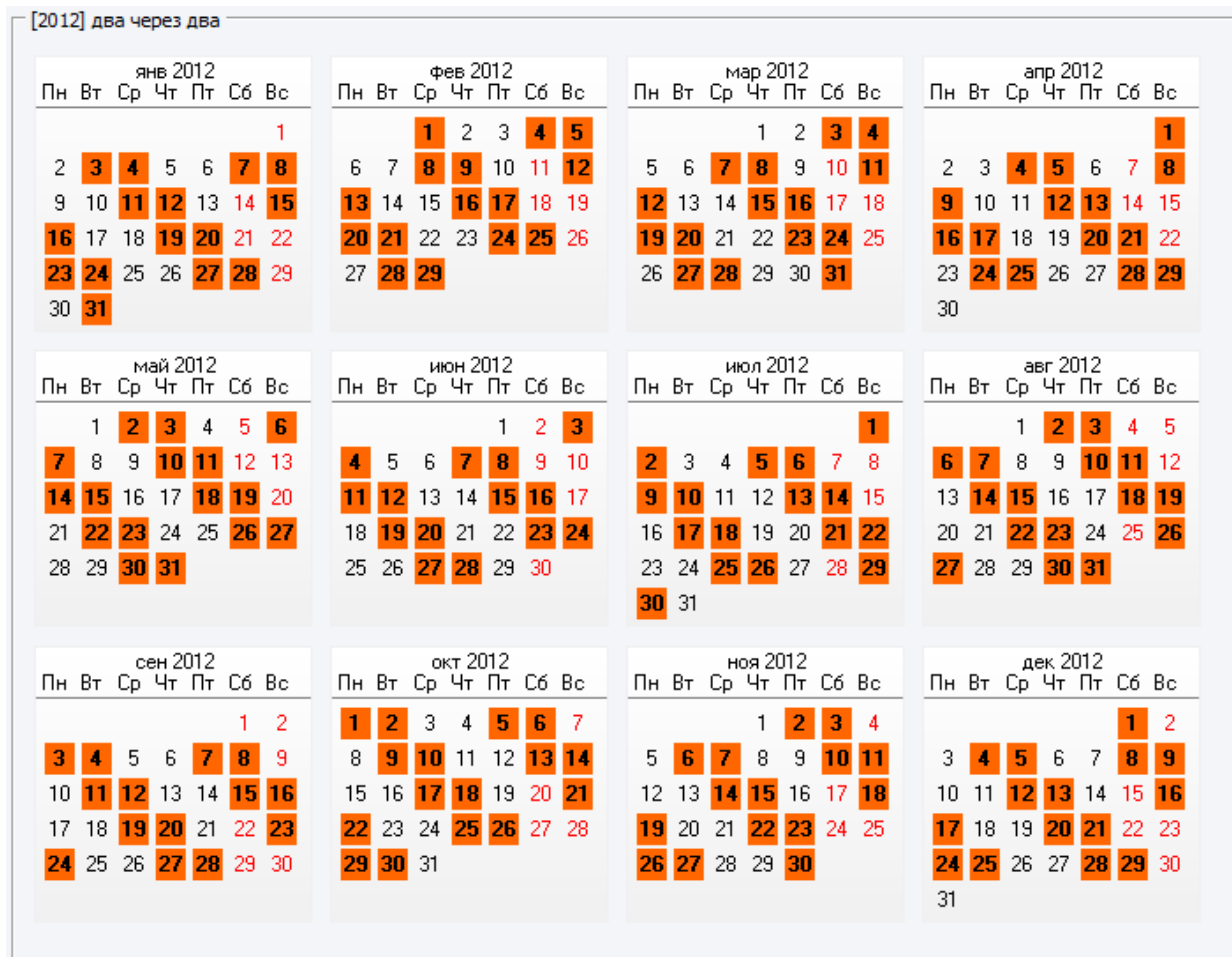 [2012] два через два
янв 2012
Пн Вт Ср Чт Пт Сб Вс
1
2 3 4 5 6 7 8
9 10 11 12 13 14 15
16 17 18 19 20 21 22
23 24 25 26 27 28 29
30 31
фев 2012
Пн Вт Ср Чт Пт Сб Вс
1 2 3 4 5
6 7 8 9 10 11 12
13 14 15 16 17 18 19
20 21 22 23 24 25 26
27 28 29
мар 2012
Пн Вт Ср Чт Пт Сб Вс
1 2 3 4
5 6 7 8 9 10 11
12 13 14 15 16 17 18
19 20 21 22 23 24 25
26 27 28 29 30 31
апр 2012
Пн Вт Ср Чт Пт Сб Вс
1
2 3 4 5 6 7 8
9 10 11 12 13 14 15
16 17 18 19 20 21 22
23 24 25 26 27 28 29
30
май 2012
Пн Вт Ср Чт Пт Сб Вс
1 2 3 4 5 6
7 8 9 10 11 12 13
14 15 16 17 18 19 20
21 22 23 24 25 26 27
28 29 30 31
июн 2012
Пн Вт Ср Чт Пт Сб Вс
1 2 3
4 5 6 7 8 9 10
11 12 13 14 15 16 17
18 19 20 21 22 23 24
25 26 27 28 29 30
июл 2012
Пн Вт Ср Чт Пт Сб Вс
1
2 3 4 5 6 7 8
9 10 11 12 13 14 15
16 17 18 19 20 21 22
23 24 25 26 27 28 29
30 31
авг 2012
Пн Вт Ср Чт Пт Сб Вс
1 2 3 4 5
6 7 8 9 10 11 12
13 14 15 16 17 18 19
20 21 22 23 24 25 26
27 28 29 30 31
сен 2012
Пн Вт Ср Чт Пт Сб Вс
1 2
3 4 5 6 7 8 9
10 11 12 13 14 15 16
17 18 19 20 21 22 23
24 25 26 27 28 29 30
окт 2012
Пн Вт Ср Чт Пт Сб Вс
1 2 3 4 5 6 7
8 9 10 11 12 13 14
15 16 17 18 19 20 21
22 23 24 25 26 27 28
29 30 31
ноя 2012
Пн Вт Ср Чт Пт Сб Вс
1 2 3 4
5 6 7 8 9 10 11
12 13 14 15 16 17 18
19 20 21 22 23 24 25
26 27 28 29 30
дек 2012
Пн Вт Ср Чт Пт Сб Вс
1 2
3 4 5 6 7 8 9
10 11 12 13 14 15 16
17 18 19 20 21 22 23
24 25 26 27 28 29 30
31